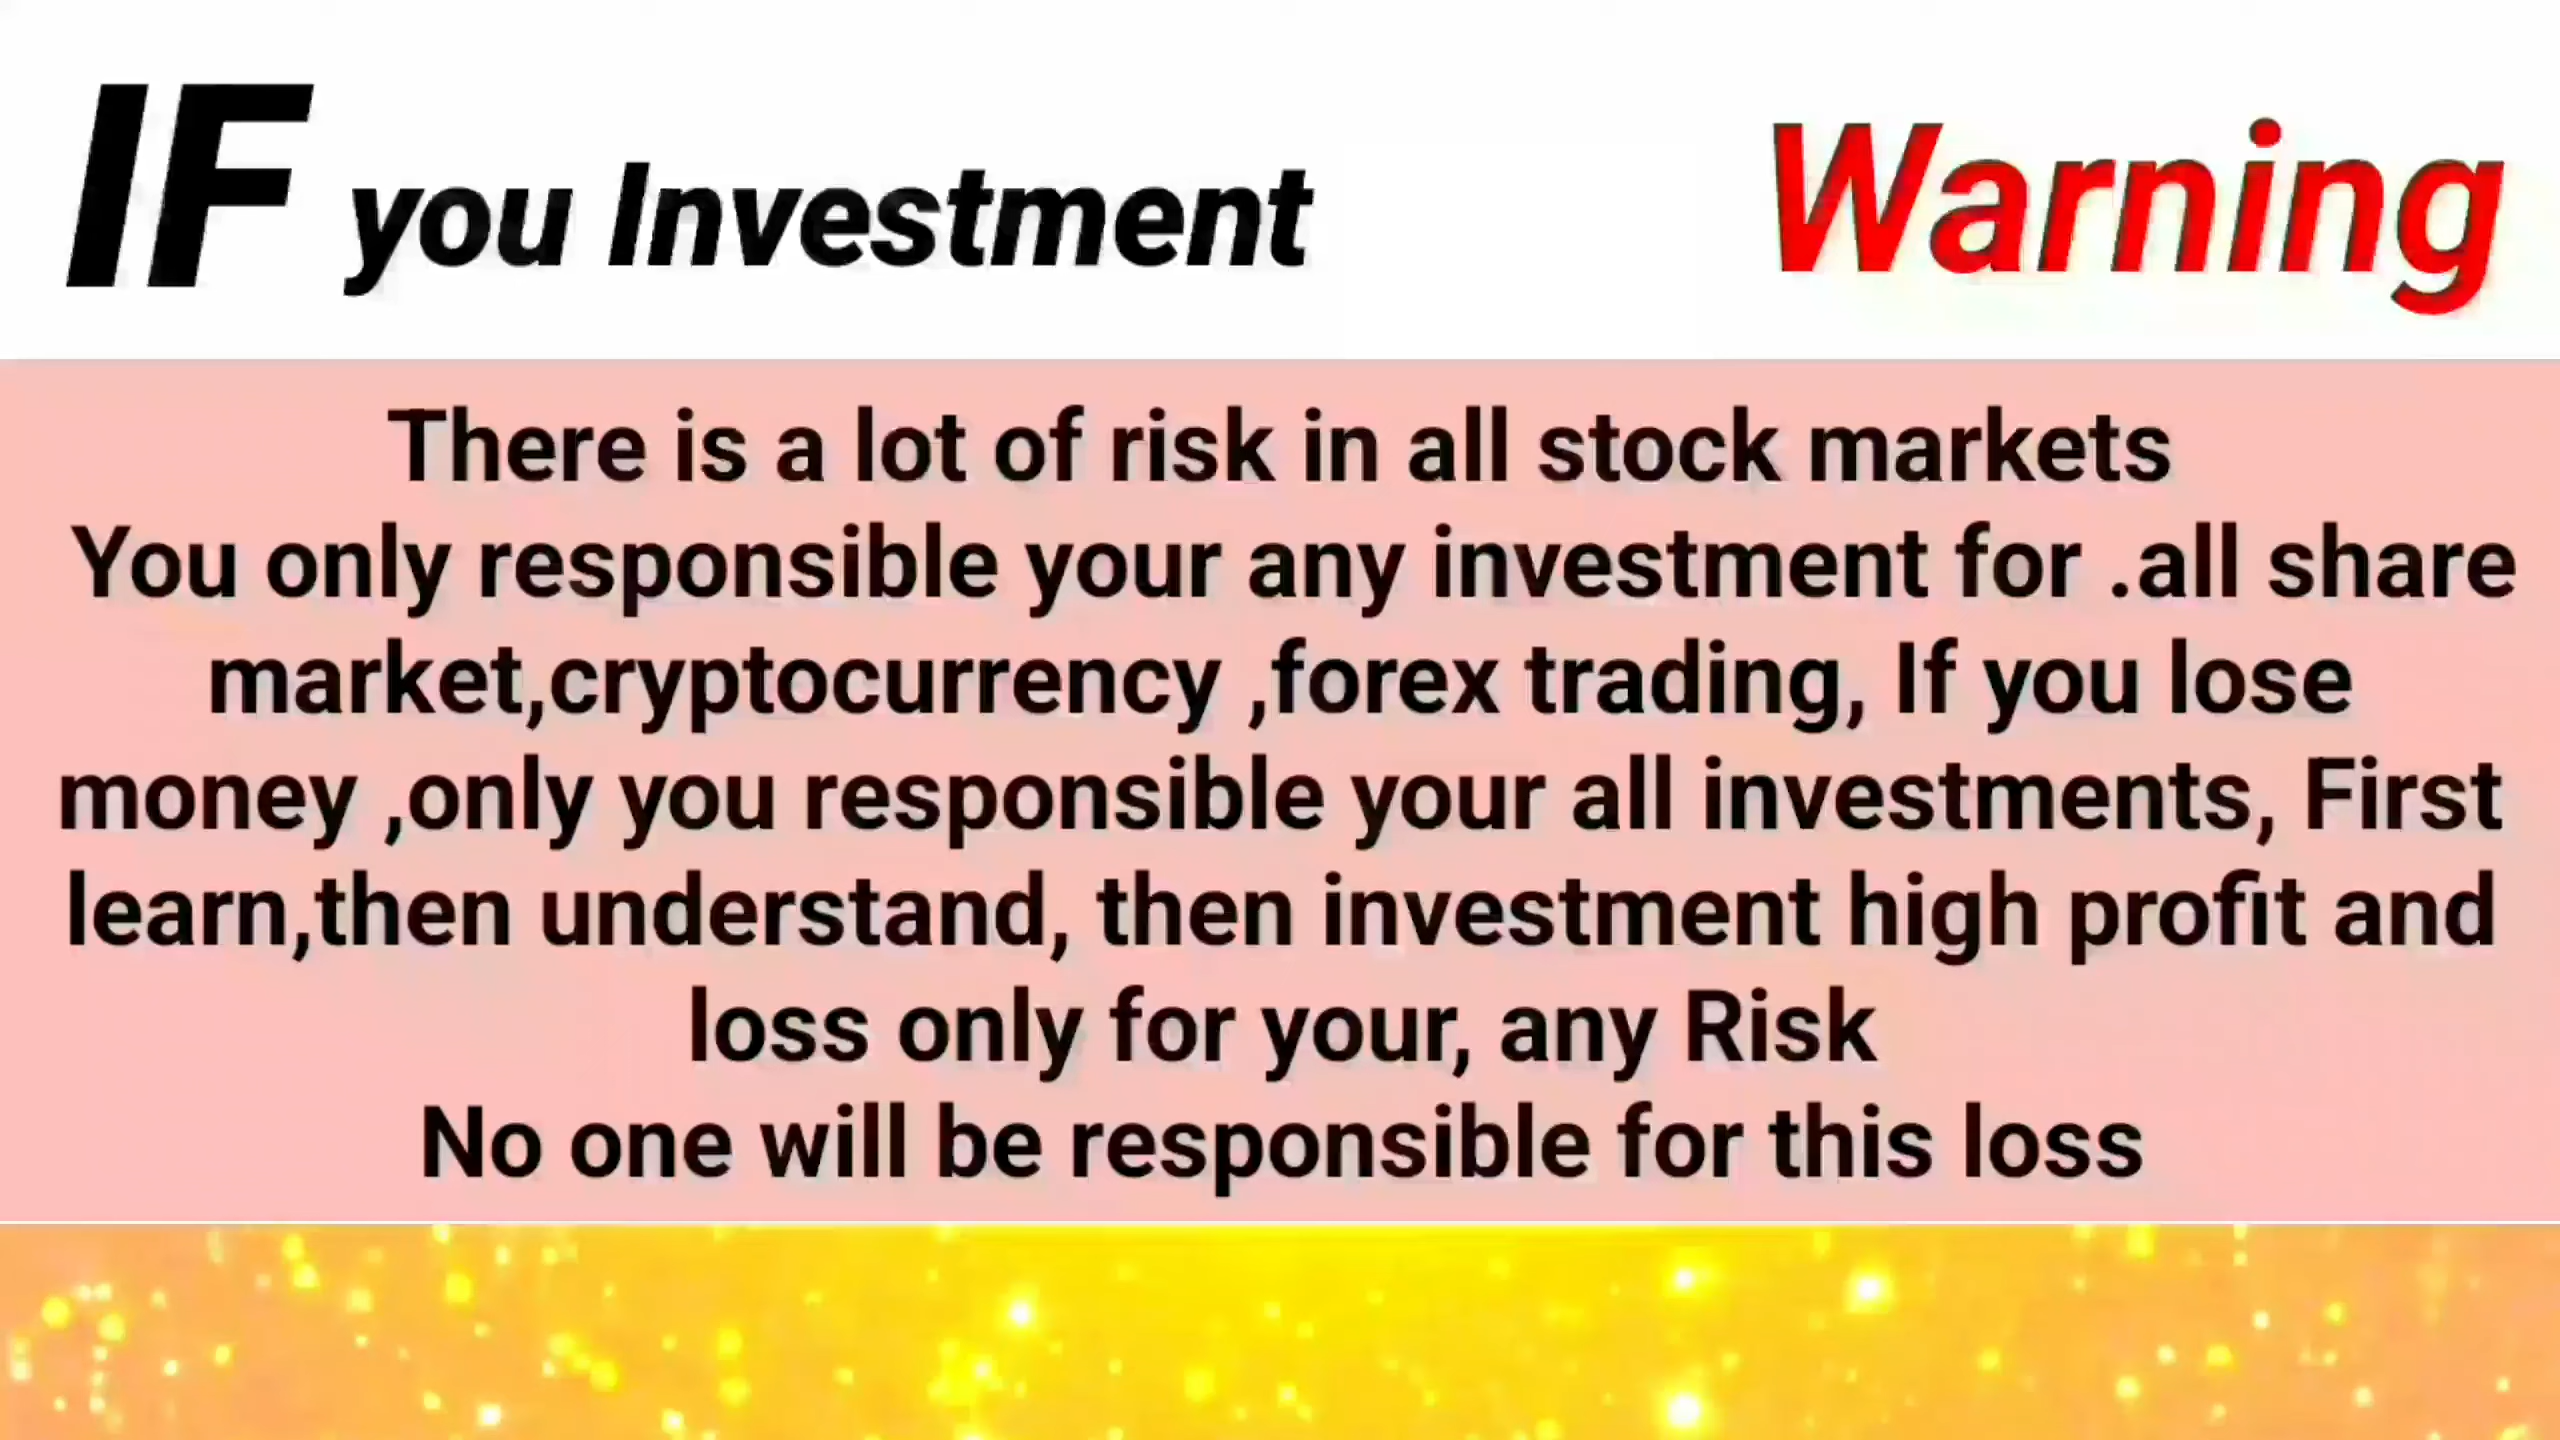 IF you Investment Warning
There is a lot of risk in all stock markets
You only responsible your any investment for .all share
market,cryptocurrency ,forex trading, If you lose
money ,only you responsible your all investments, First
learn,then understand, then investment high profit and
loss only for your, any Risk
No one will be responsible for this loss